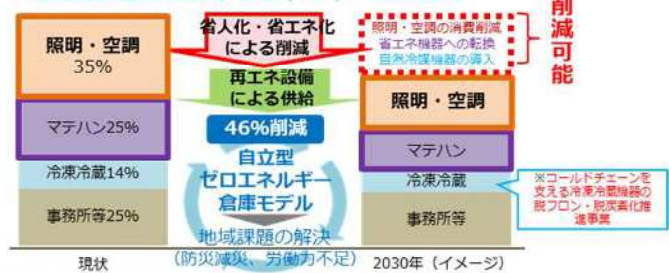 照明・空調
35%
マテハン25%
冷凍冷蔵14%
事務所等25%
現状
省人化・省エネ化
による削減
再エネ設備
による供給
46%削減
自立型
ゼロエネルギー
倉庫モデル
地域課題の解決
(防災減災、労働力不足)
照明・空調の消費削減
省エネ機器への転換
自然冷媒機器の導入
削減可能
照明・空調
マテハン
冷凍冷蔵
事務所等
2030年(イメージ)
※コールドチェーンを
支える冷凍冷蔵機器の
脱フロン・脱炭素化推
進事業